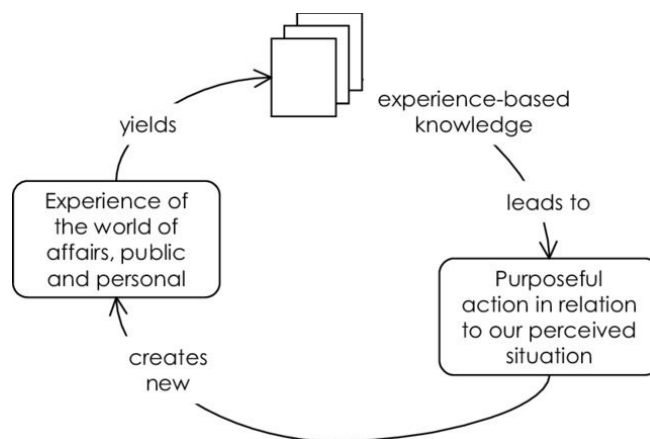 experience-based
knowledge
yields
leads to
Experience of
the world of
affairs, public
and personal
Purposeful
action in relation
to our perceived
situation
creates
new